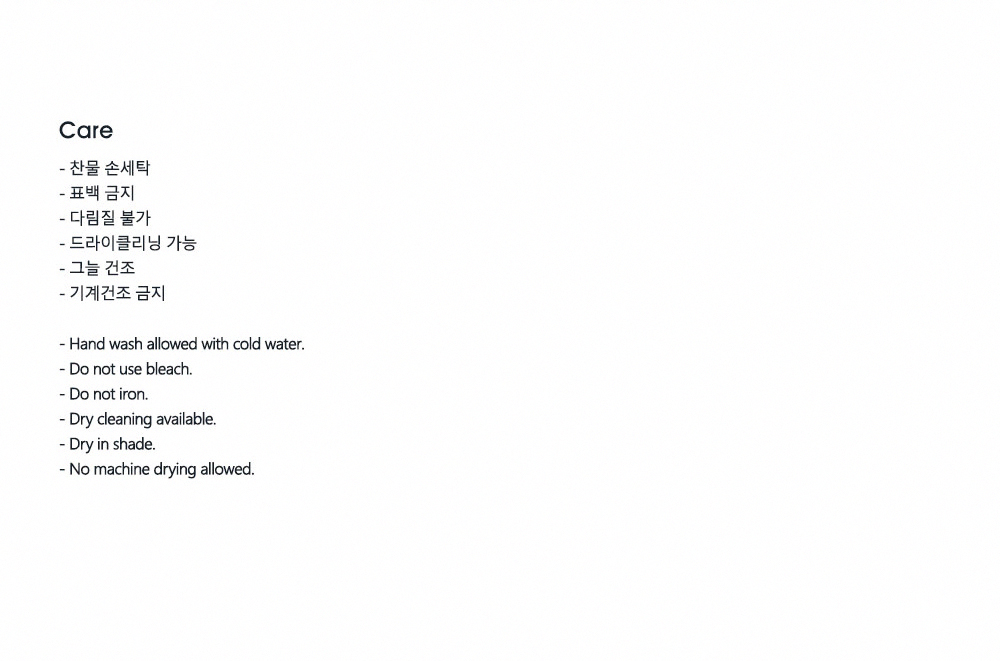 Care
- 찬물 손세탁
- 표백 금지
- 다림질 불가
- 드라이클리닝 가능
- 그늘 건조
- 기계건조 금지
- Hand wash allowed with cold water.
- Do not use bleach.
- Do not iron.
- Dry cleaning available.
- Dry in shade.
- No machine drying allowed.